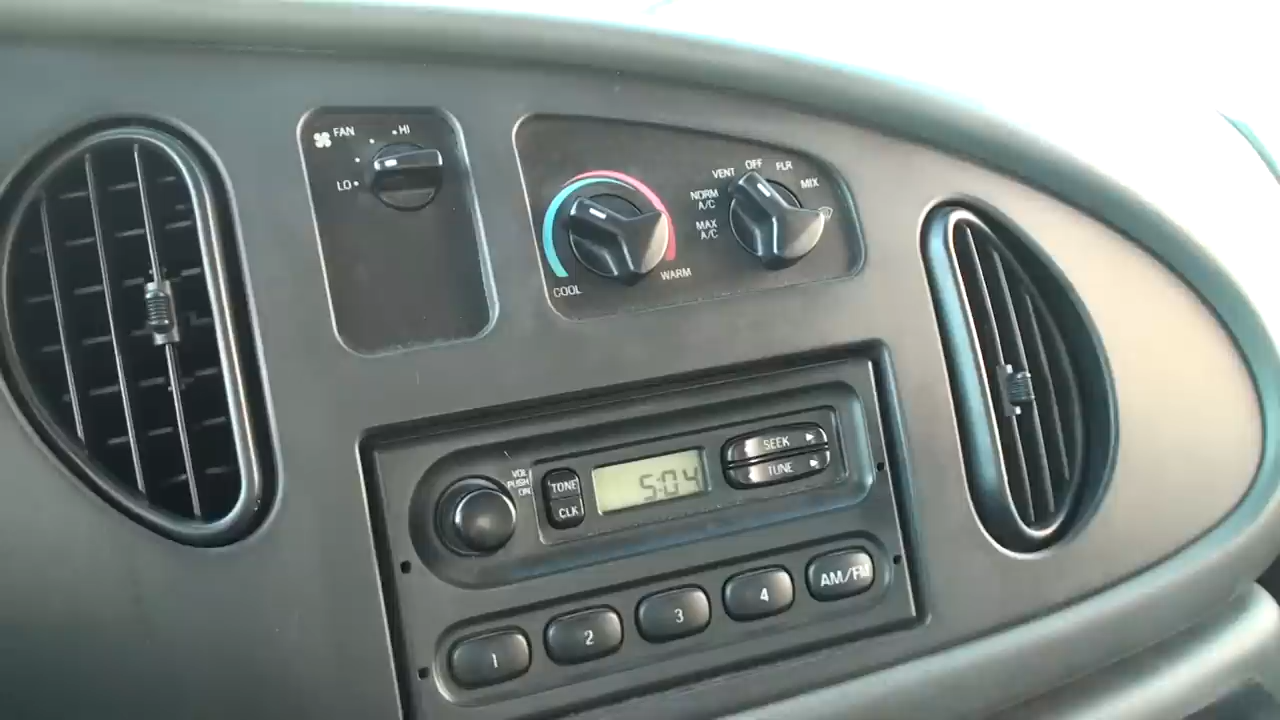 FAN
HI
LO
COOL
WARM
MAX
A/C
NORM
A/C
VENT
OFF
FLR
MIX
VOL
PUSH
ON
TONE
CLK
5:04
SEEK
TUNE
1
2
3
4
AM/FM